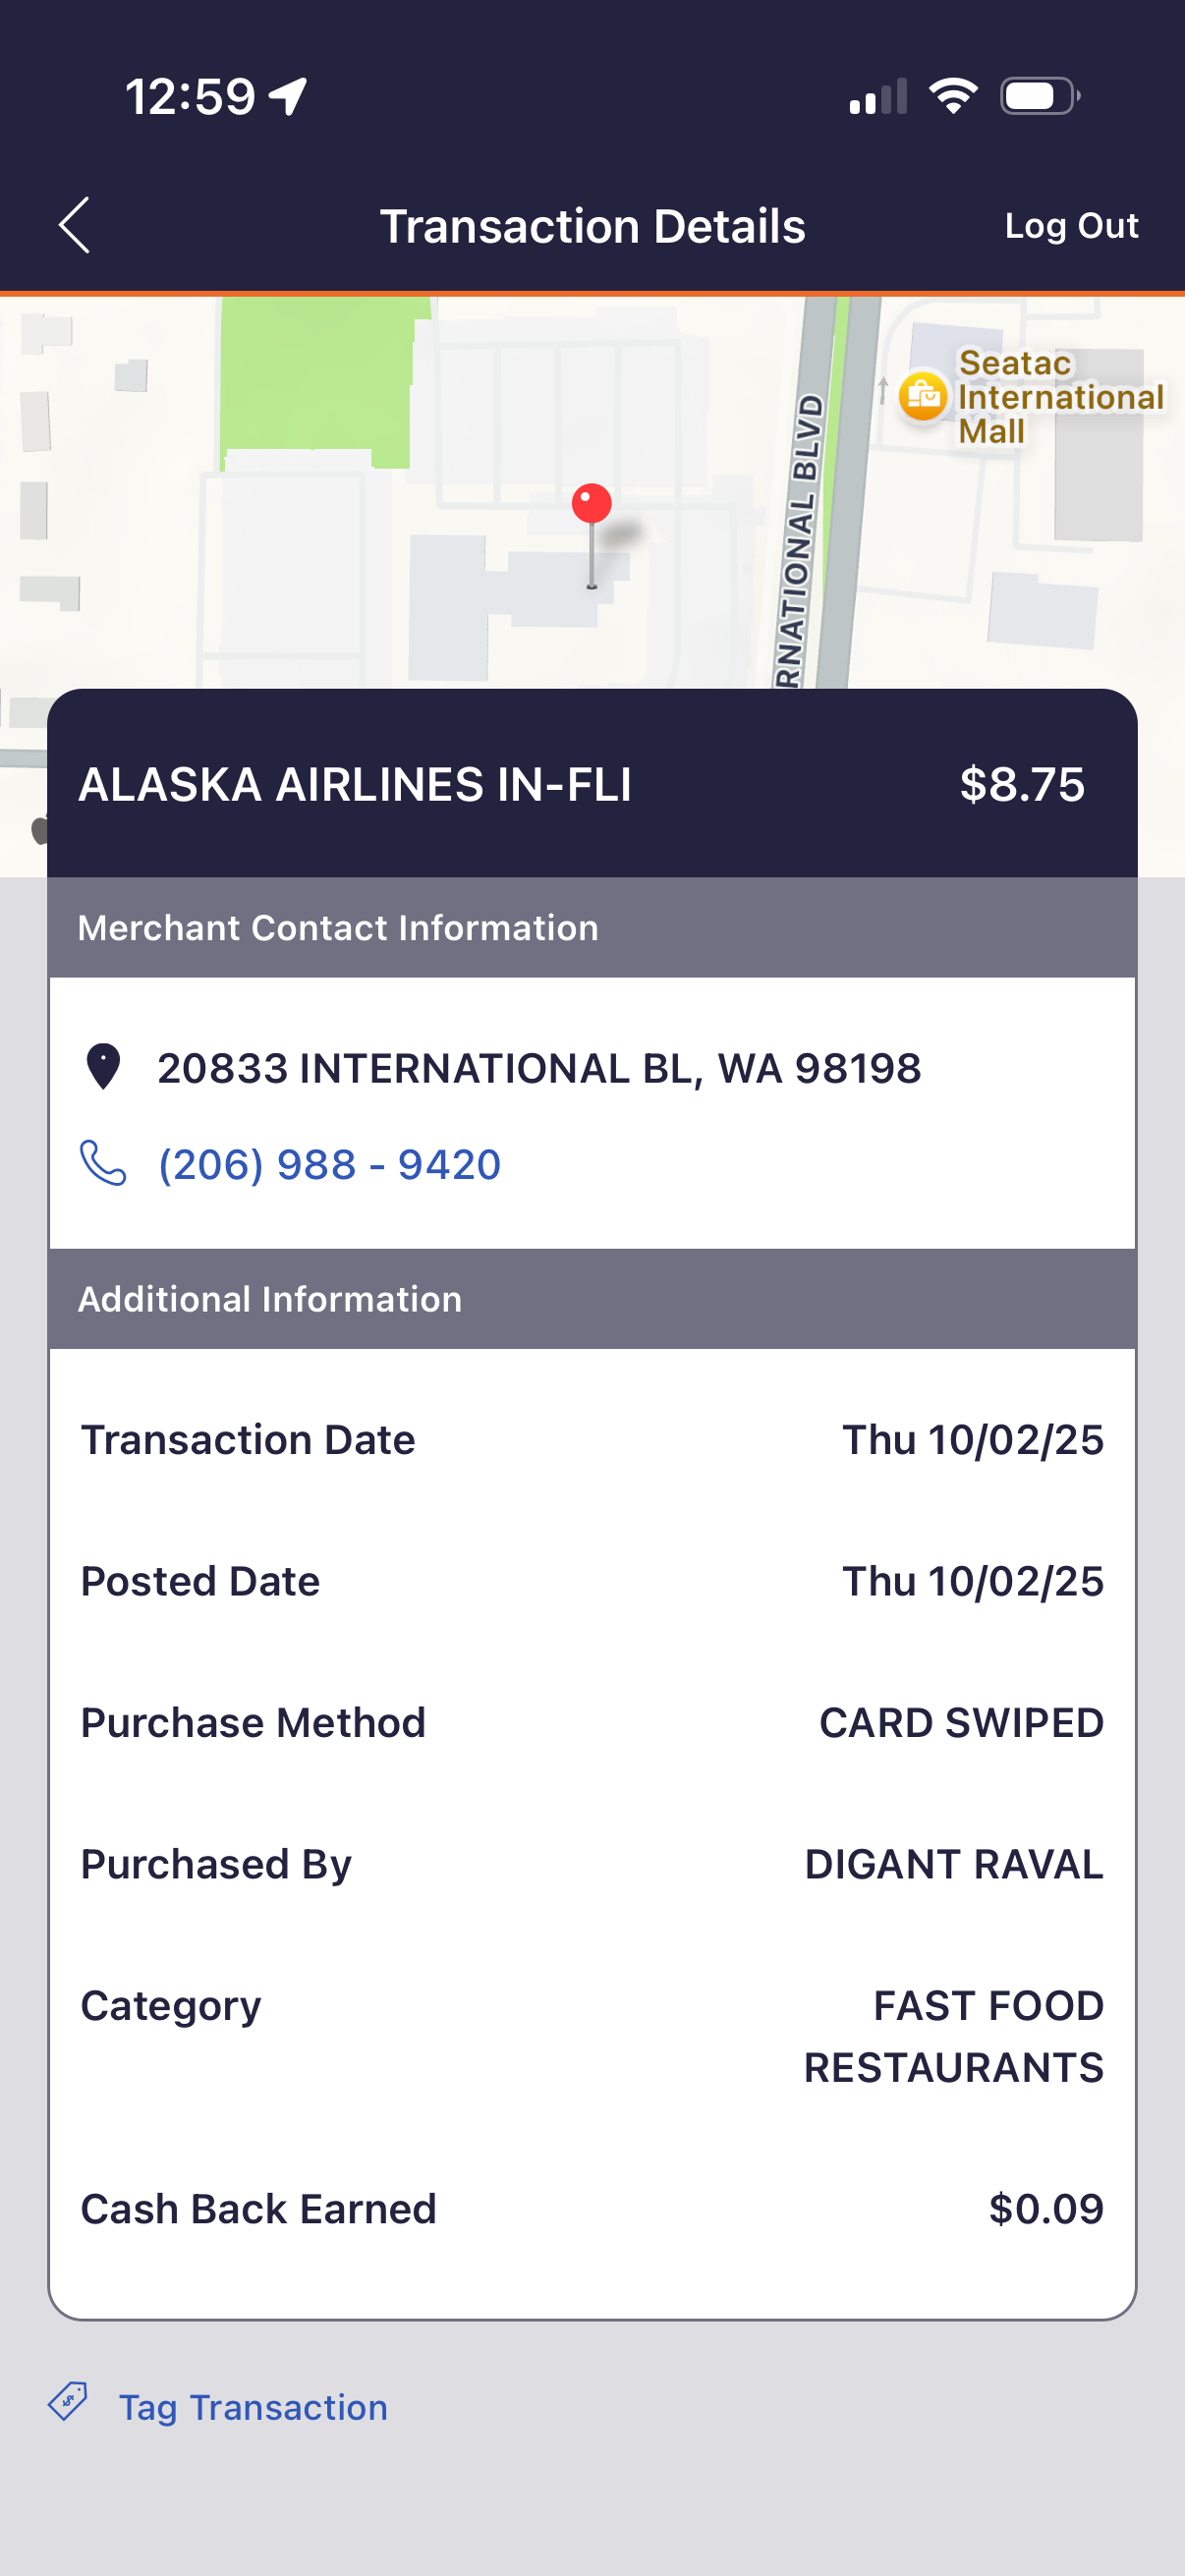 12:59
Transaction Details
Log Out
Seatac
International
Mall
RNATIONAL BLVD
ALASKA AIRLINES IN-FLI
$8.75
Merchant Contact Information
20833 INTERNATIONAL BL, WA 98198
(206) 988 - 9420
Additional Information
Transaction Date
Thu 10/02/25
Posted Date
Thu 10/02/25
Purchase Method
CARD SWIPED
Purchased By
DIGANT RAVAL
Category
FAST FOOD
RESTAURANTS
Cash Back Earned
$0.09
Tag Transaction